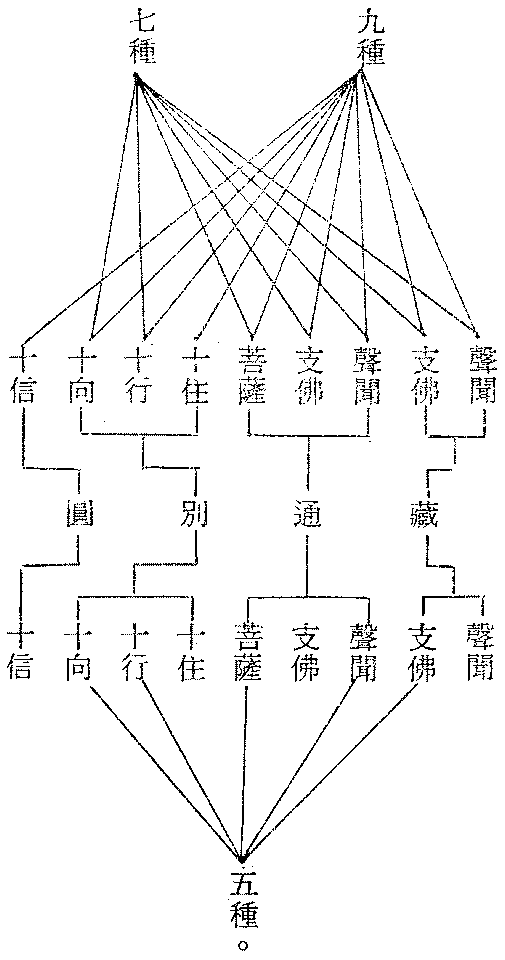 九種
七種
聲聞
支佛
聲聞
支佛
菩薩
十住
十行
十向
十信
藏
通
別
圓
聲聞
支佛
聲聞
支佛
菩薩
十住
十行
十向
十信
五種。